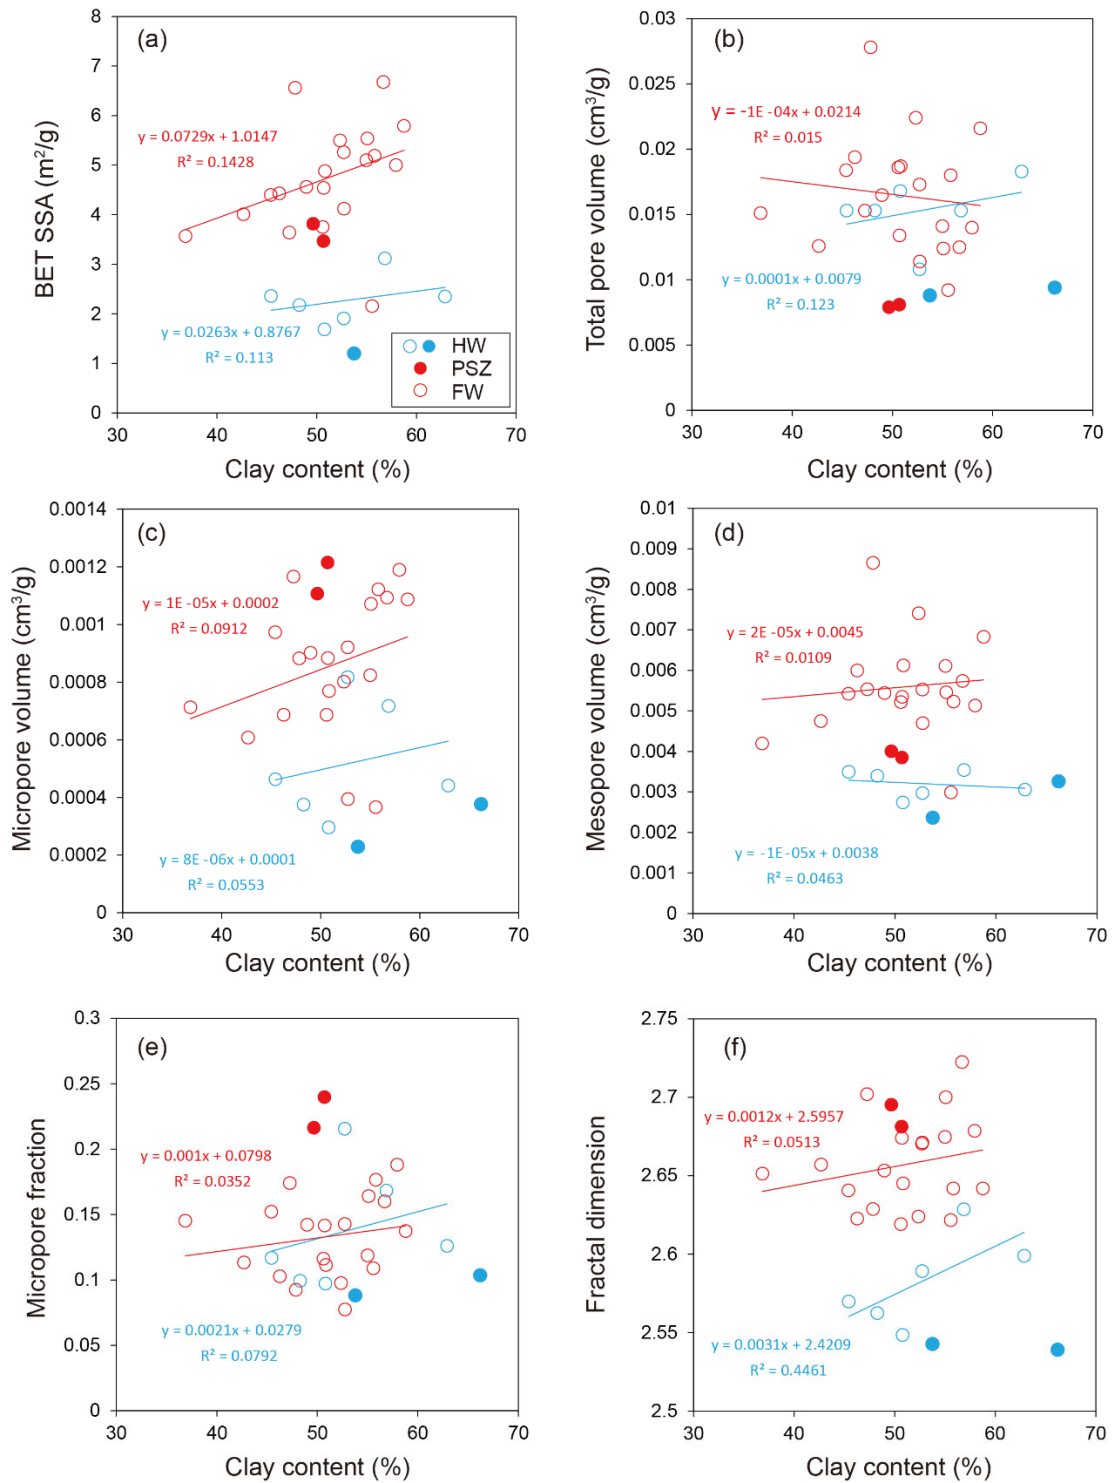 (a)
BET SSA (m²/g)
8
7
6
5
4
3
2
1
0
y = 0.0729x + 1.0147
R² = 0.1428
y = 0.0263x + 0.8767
R² = 0.113
HW
PSZ
FW
30 40 50 60 70
Clay content (%)
(b)
Total pore volume (cm³/g)
0.03
0.025
0.02
0.015
0.01
0.005
0
y = -1E -04x + 0.0214
R² = 0.015
y = 0.0001x + 0.0079
R² = 0.123
30 40 50 60 70
Clay content (%)
(c)
Micropore volume (cm³/g)
0.0014
0.0012
0.001
0.0008
0.0006
0.0004
0.0002
0
y = 1E -05x + 0.0002
R² = 0.0912
y = 8E -06x + 0.0001
R² = 0.0553
30 40 50 60 70
Clay content (%)
(d)
Mesopore volume (cm³/g)
0.01
0.009
0.008
0.007
0.006
0.005
0.004
0.003
0.002
0.001
0
y = 2E -05x + 0.0045
R² = 0.0109
y = -1E-05x + 0.0038
R² = 0.0463
30 40 50 60 70
Clay content (%)
(e)
Micropore fraction
0.3
0.25
0.2
0.15
0.1
0.05
0
y = 0.001x + 0.0798
R² = 0.0352
y = 0.0021x + 0.0279
R² = 0.0792
30 40 50 60 70
Clay content (%)
(f)
Fractal dimension
2.75
2.7
2.65
2.6
2.55
2.5
y = 0.0012x + 2.5957
R² = 0.0513
y = 0.0031x + 2.4209
R² = 0.4461
30 40 50 60 70
Clay content (%)